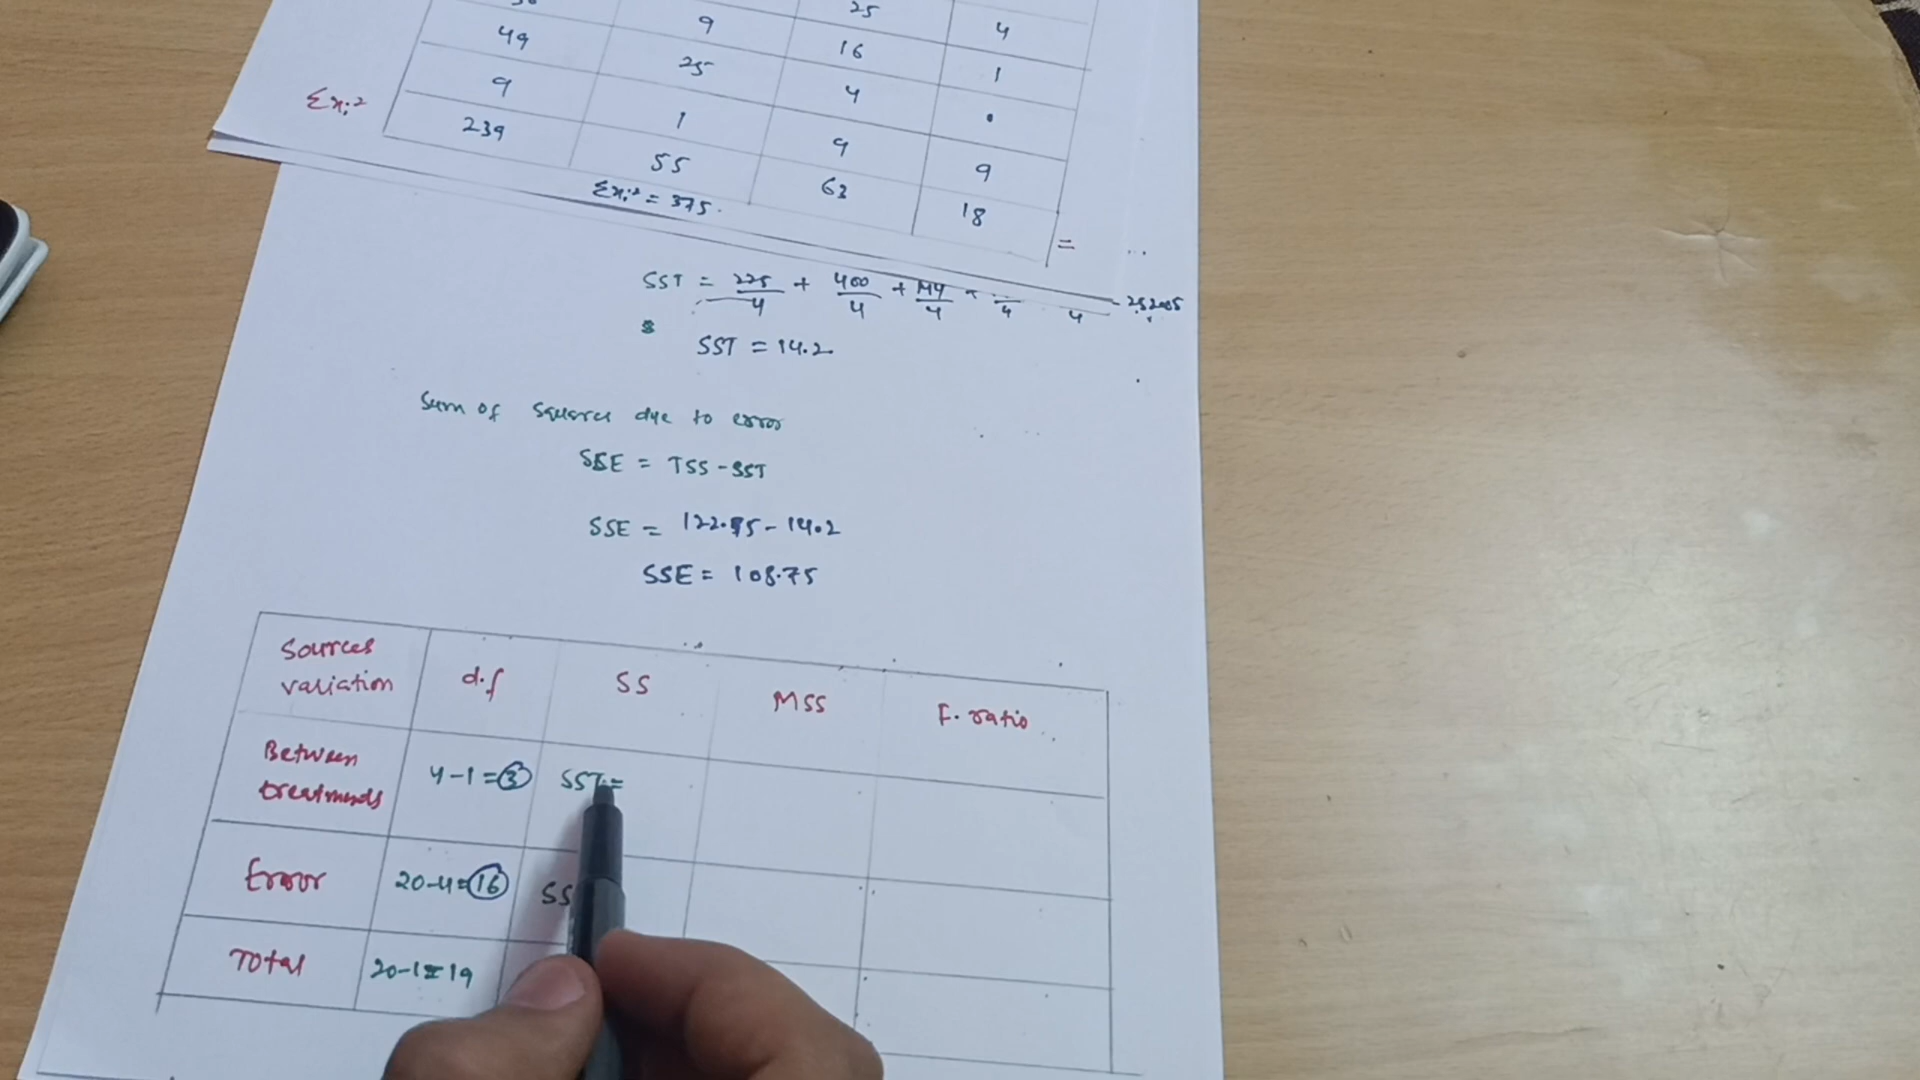 25 4
49 9 16 1
9 25 4 •
Σxi² 239 1 9 9
55 63 18
Σxi² = 375.
=
SST = 225/4 + 400/4 + 144/4 +
SST = 14.2
Sum of squares due to error
SSE = TSS - SST
SSE = 122.95 - 14.2
SSE = 108.75
Sources variation d.f SS MSS F. ratio
Between treatments 4-1=3 SST=
Error 20-4=16 SS
Total 20-1=19